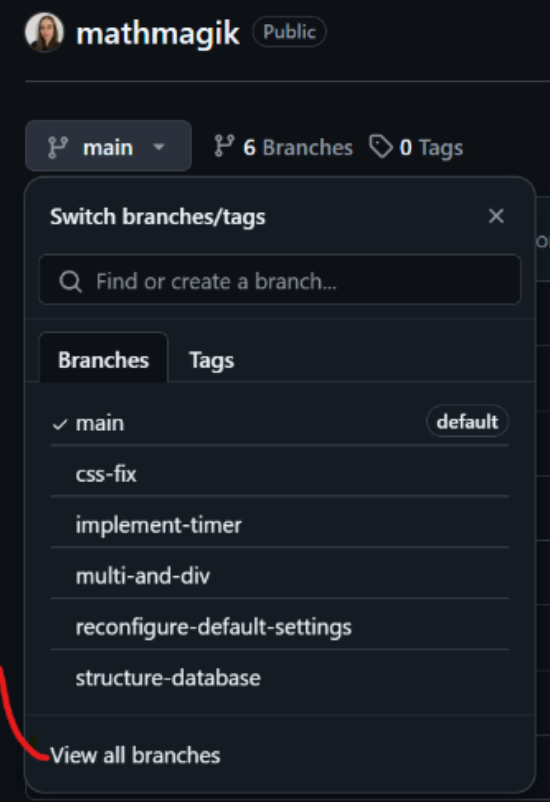 mathmagik Public
main 6 Branches 0 Tags
Switch branches/tags
Find or create a branch...
Branches Tags
main default
css-fix
implement-timer
multi-and-div
reconfigure-default-settings
structure-database
View all branches